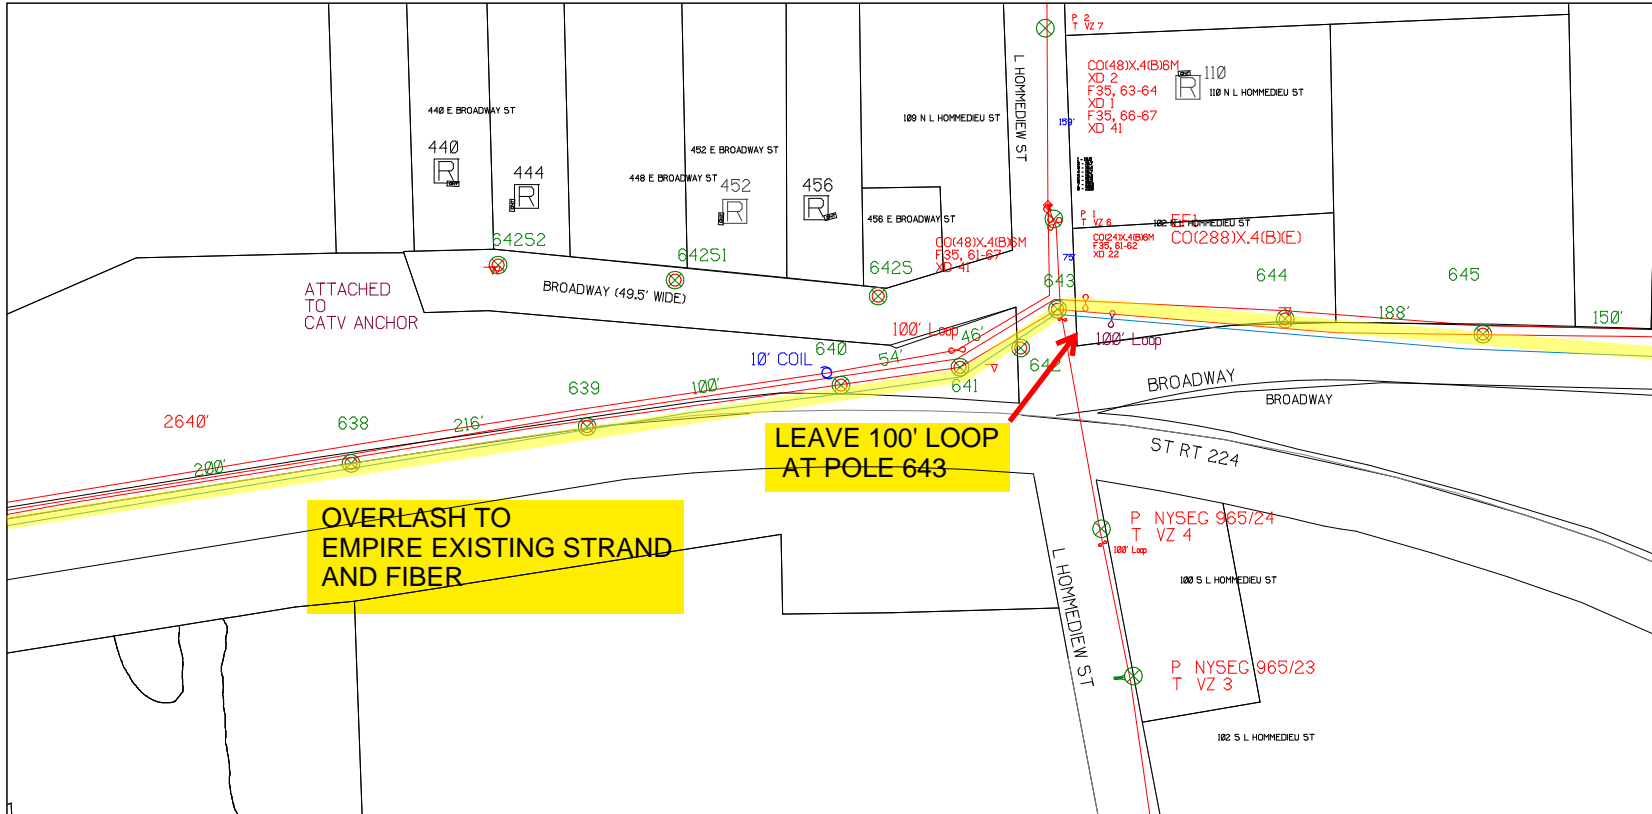 P 2
T VZ 7
L HOMMEDIEW ST
CO(48)X.4(B)6M
XD 2
F35, 63-64
XD 1
F35, 66-67
XD 41
110
R
110 N L HOMMEDIEU ST
440 E BROADWAY ST
109 N L HOMMEDIEU ST
159'
440
R
444
R
452 E BROADWAY ST
448 E BROADWAY ST
452
R
456
R
456 E BROADWAY ST
P 1
T VZ 6
102 N L HOMMEDIEU ST
CO(24)X.4(B)6M
F35, 61-62
XD 22
CO(288)X.4(B)(E)
642S2
642S1
642S
CO(48)X.4(B)6M
F35, 61-67
XD 41
75'
643
644
645
ATTACHED
TO
CATV ANCHOR
BROADWAY (49.5' WIDE)
188'
150'
100' Loop
46'
100' Loop
10' COIL
640
54'
641
642
639
100'
BROADWAY
BROADWAY
2640'
638
216'
200'
LEAVE 100' LOOP
AT POLE 643
ST RT 224
OVERLASH TO
EMPIRE EXISTING STRAND
AND FIBER
P NYSEG 965/24
T VZ 4
100' Loop
L HOMMEDIEW ST
100 S L HOMMEDIEU ST
P NYSEG 965/23
T VZ 3
102 S L HOMMEDIEU ST